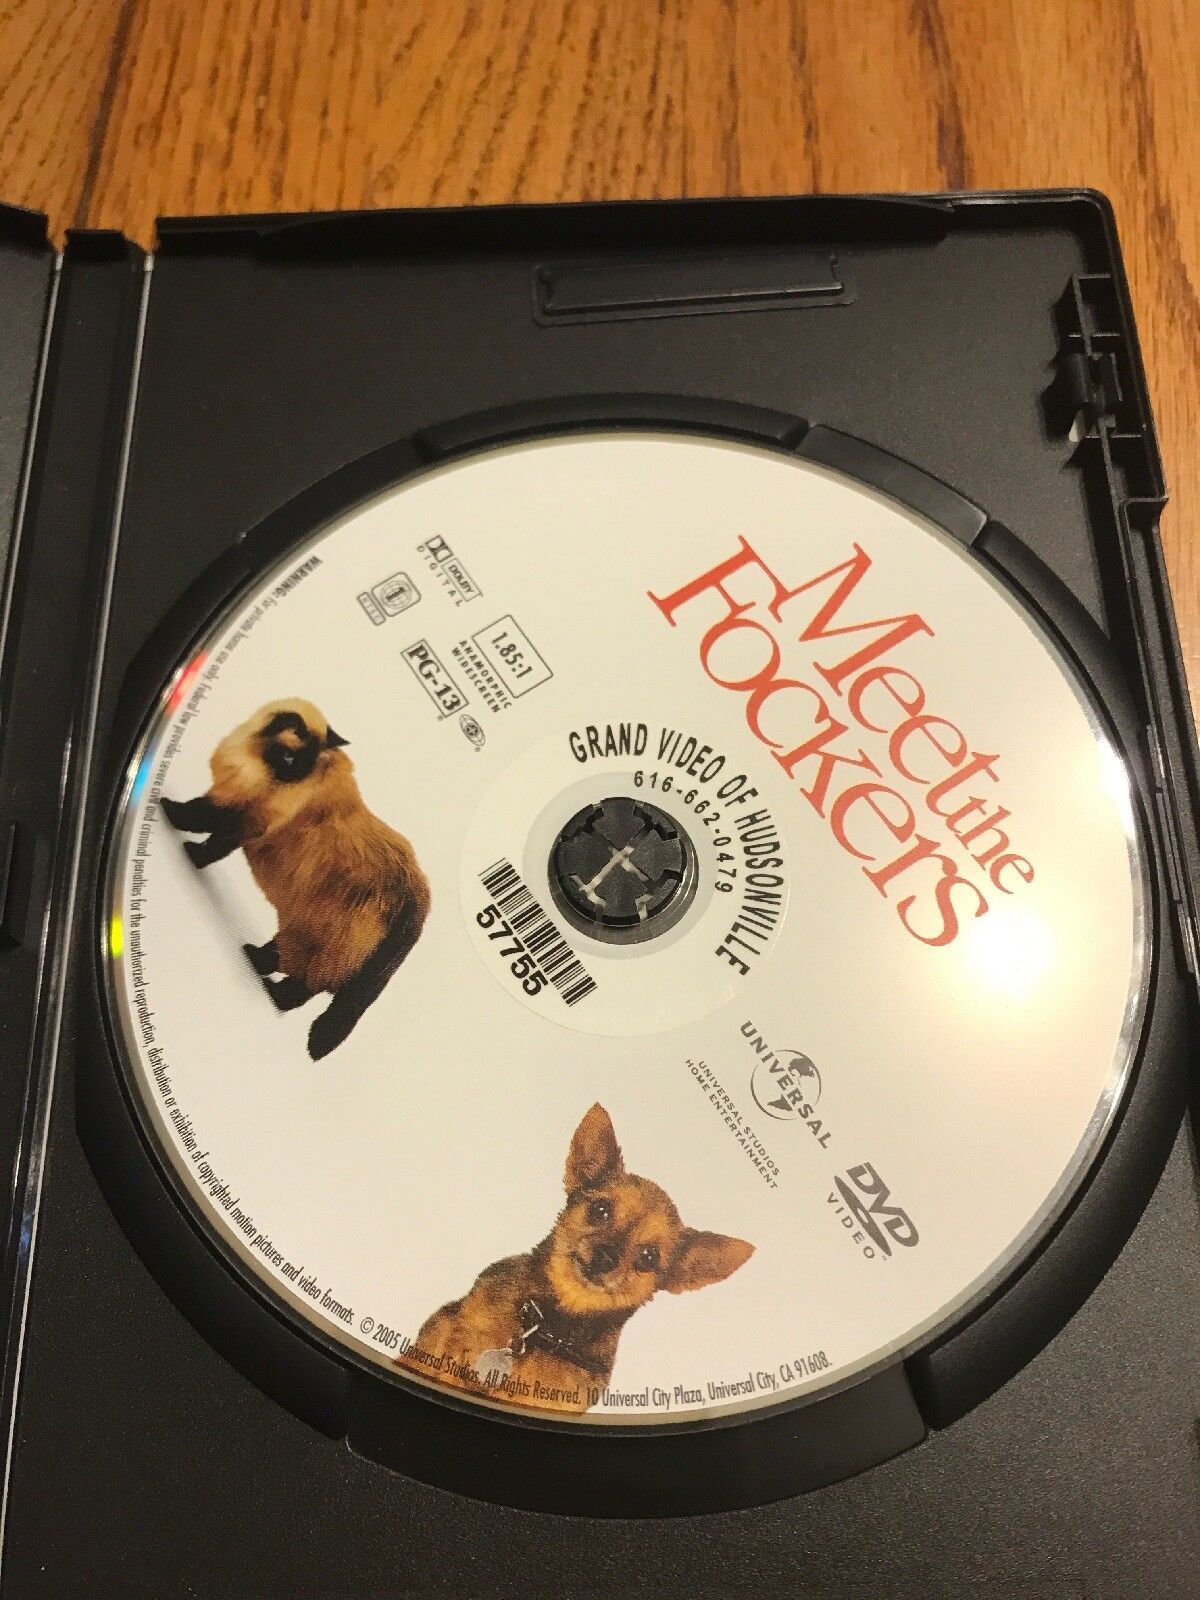 Meet the
Fockers
DOLBY
DIGITAL
1
1.85:1
ANAMORPHIC
WIDESCREEN
PG-13
GRAND VIDEO OF HUDSONVILLE
616-662-0479
57755
UNIVERSAL
UNIVERSAL STUDIOS
HOME ENTERTAINMENT
DVD
VIDEO
WARNING: For private home use only. Federal law provides severe civil and criminal penalties for the unauthorized reproduction, distribution or exhibition of copyrighted motion pictures and video formats. © 2005 Universal Studios. All Rights Reserved. 10 Universal City Plaza, Universal City, CA 91608.